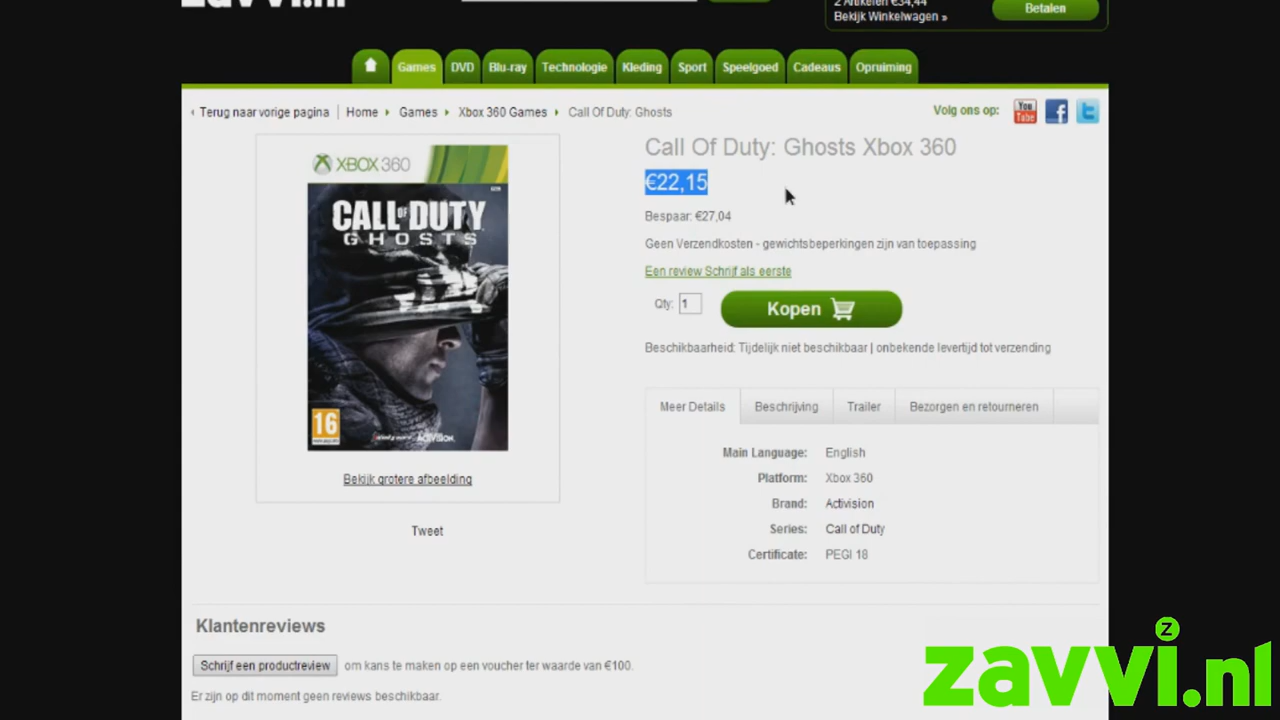 zavvi.nl
2 Artikelen €34,44
Bekijk Winkelwagen »
Betalen
Games DVD Blu-ray Technologie Kleding Sport Speelgoed Cadeaus Opruiming
‹ Terug naar vorige pagina | Home Games Xbox 360 Games Call Of Duty: Ghosts
Volg ons op: You Tube f t
XBOX 360
CALL OF DUTY
GHOSTS
16
ACTIVISION
Bekijk grotere afbeelding
Tweet
Call Of Duty: Ghosts Xbox 360
€22,15
Bespaar: €27,04
Geen Verzendkosten - gewichtsbeperkingen zijn van toepassing
Een review Schrijf als eerste
Qty: 1
Kopen
Beschikbaarheid: Tijdelijk niet beschikbaar | onbekende levertijd tot verzending
Meer Details Beschrijving Trailer Bezorgen en retourneren
Main Language: English
Platform: Xbox 360
Brand: Activision
Series: Call of Duty
Certificate: PEGI 18
Klantenreviews
Schrijf een productreview om kans te maken op een voucher ter waarde van €100.
Er zijn op dit moment geen reviews beschikbaar.
z
zavvi.nl